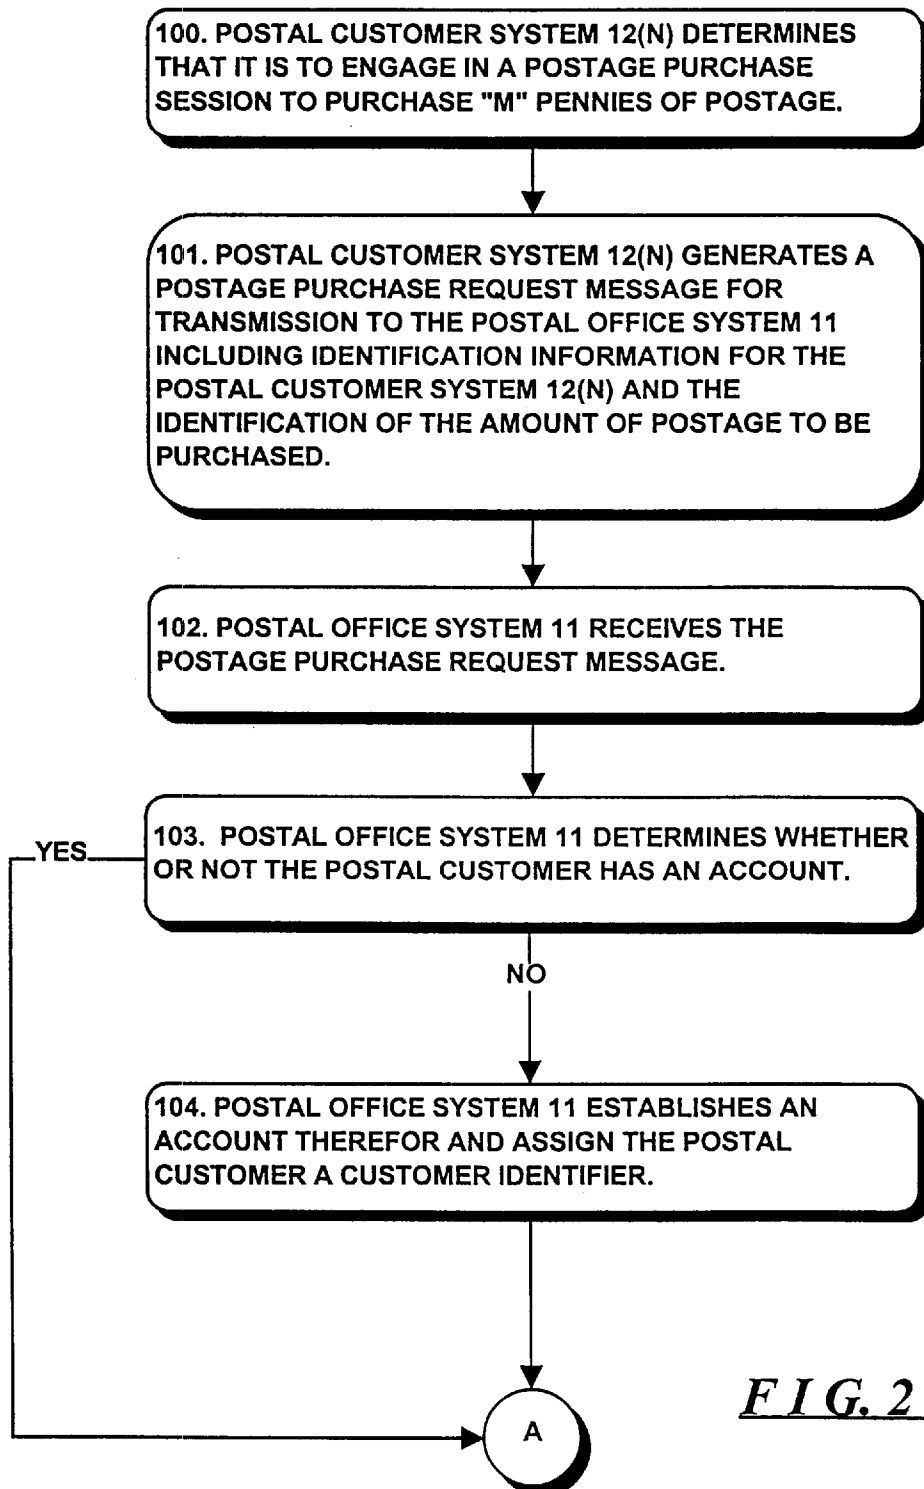 100. POSTAL CUSTOMER SYSTEM 12(N) DETERMINES
THAT IT IS TO ENGAGE IN A POSTAGE PURCHASE
SESSION TO PURCHASE "M" PENNIES OF POSTAGE.
101. POSTAL CUSTOMER SYSTEM 12(N) GENERATES A
POSTAGE PURCHASE REQUEST MESSAGE FOR
TRANSMISSION TO THE POSTAL OFFICE SYSTEM 11
INCLUDING IDENTIFICATION INFORMATION FOR THE
POSTAL CUSTOMER SYSTEM 12(N) AND THE
IDENTIFICATION OF THE AMOUNT OF POSTAGE TO BE
PURCHASED.
102. POSTAL OFFICE SYSTEM 11 RECEIVES THE
POSTAGE PURCHASE REQUEST MESSAGE.
103. POSTAL OFFICE SYSTEM 11 DETERMINES WHETHER
OR NOT THE POSTAL CUSTOMER HAS AN ACCOUNT.
YES
NO
104. POSTAL OFFICE SYSTEM 11 ESTABLISHES AN
ACCOUNT THEREFOR AND ASSIGN THE POSTAL
CUSTOMER A CUSTOMER IDENTIFIER.
A
FIG. 2